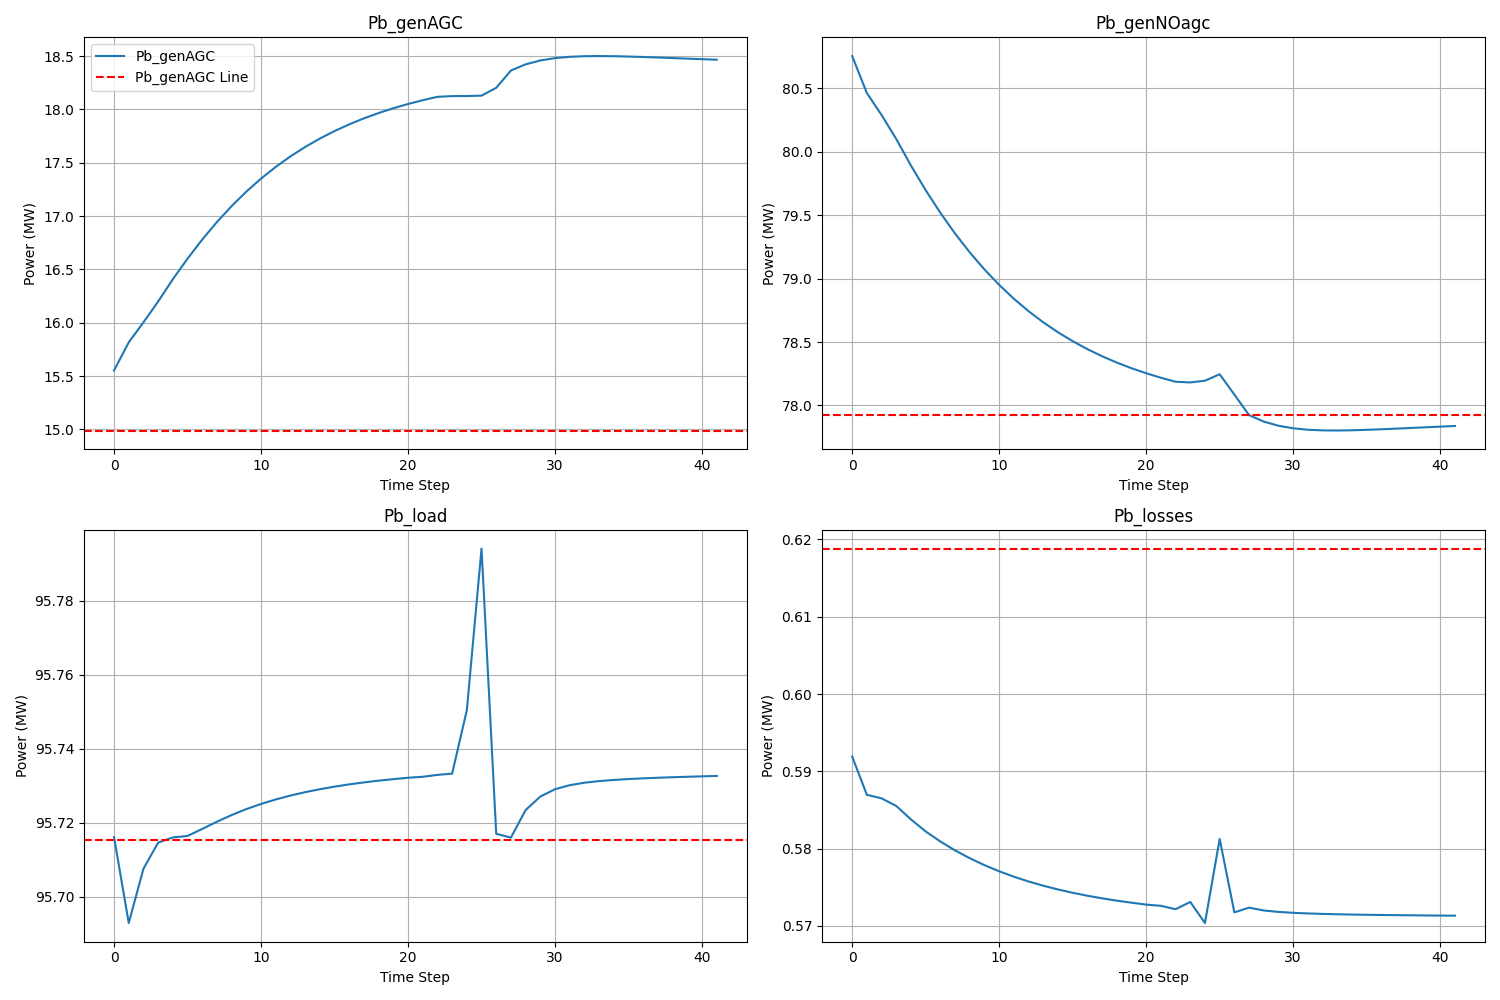 Pb_genAGC
Pb_genAGC
Pb_genAGC Line
Power (MW)
18.5
18.0
17.5
17.0
16.5
16.0
15.5
15.0
0 10 20 30 40
Time Step
Pb_genNOagc
Power (MW)
80.5
80.0
79.5
79.0
78.5
78.0
0 10 20 30 40
Time Step
Pb_load
Power (MW)
95.78
95.76
95.74
95.72
95.70
0 10 20 30 40
Time Step
Pb_losses
Power (MW)
0.62
0.61
0.60
0.59
0.58
0.57
0 10 20 30 40
Time Step